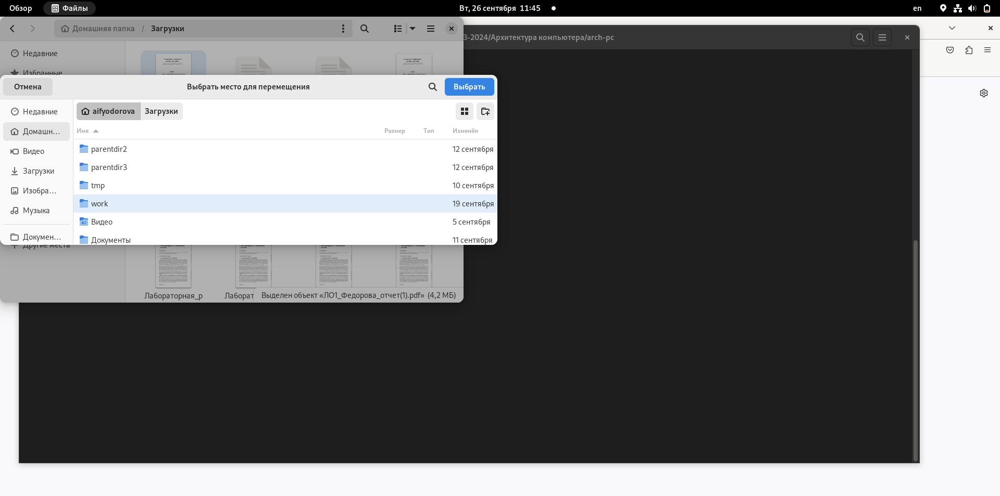 Обзор
Файлы
Вт, 26 сентября 11:45
en
Домашняя папка / Загрузки
3-2024/Архитектура компьютера/arch-pc
Недавние
Избранные
Отмена
Выбрать место для перемещения
Выбрать
Недавние
Домашн…
Видео
Загрузки
Изобра…
Музыка
Докумен…
aifyodorova
Загрузки
Имя
Размер
Тип
Изменён
parentdir2
12 сентября
parentdir3
12 сентября
tmp
10 сентября
work
19 сентября
Видео
5 сентября
Документы
11 сентября
Другие места
Лабораторная_р
Лаборат
Выделен объект «ЛО1_Федорова_отчет(1).pdf» (4,2 МБ)